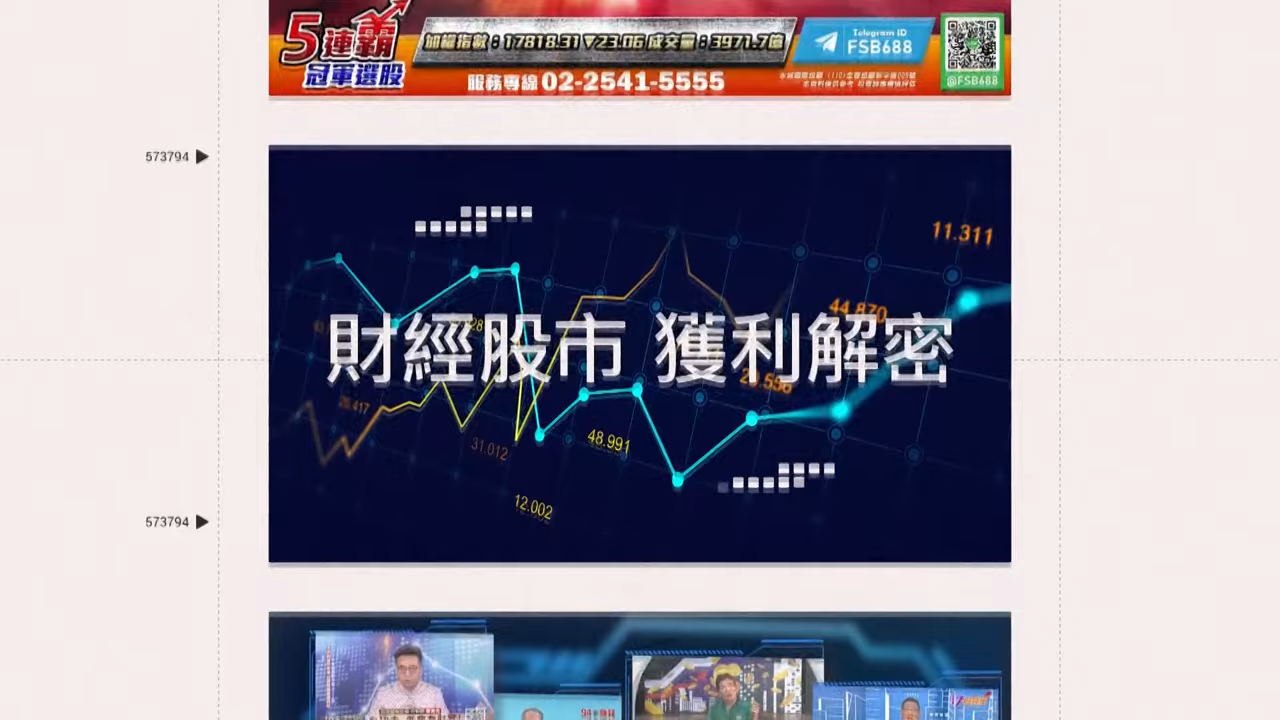 5連霸
冠軍選股
加權指數：17818.31▼23.06 成交量：3971.7億
Telegram ID
FSB688
服務專線 02-2541-5555
@FSB688
573794
11.311
44.870
財經股市 獲利解密
25.417
31.012
48.991
12.002
573794